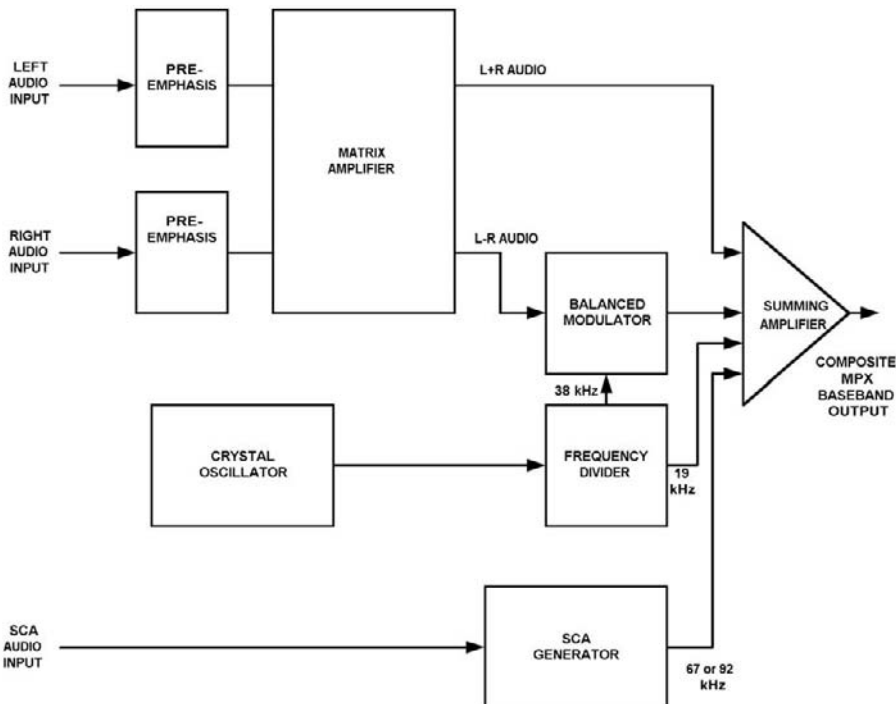 LEFT
AUDIO
INPUT
PRE-
EMPHASIS
MATRIX
AMPLIFIER
L+R AUDIO
RIGHT
AUDIO
INPUT
PRE-
EMPHASIS
L-R AUDIO
BALANCED
MODULATOR
SUMMING
AMPLIFIER
COMPOSITE
MPX
BASEBAND
OUTPUT
38 kHz
CRYSTAL
OSCILLATOR
FREQUENCY
DIVIDER
19
kHz
SCA
AUDIO
INPUT
SCA
GENERATOR
67 or 92
kHz